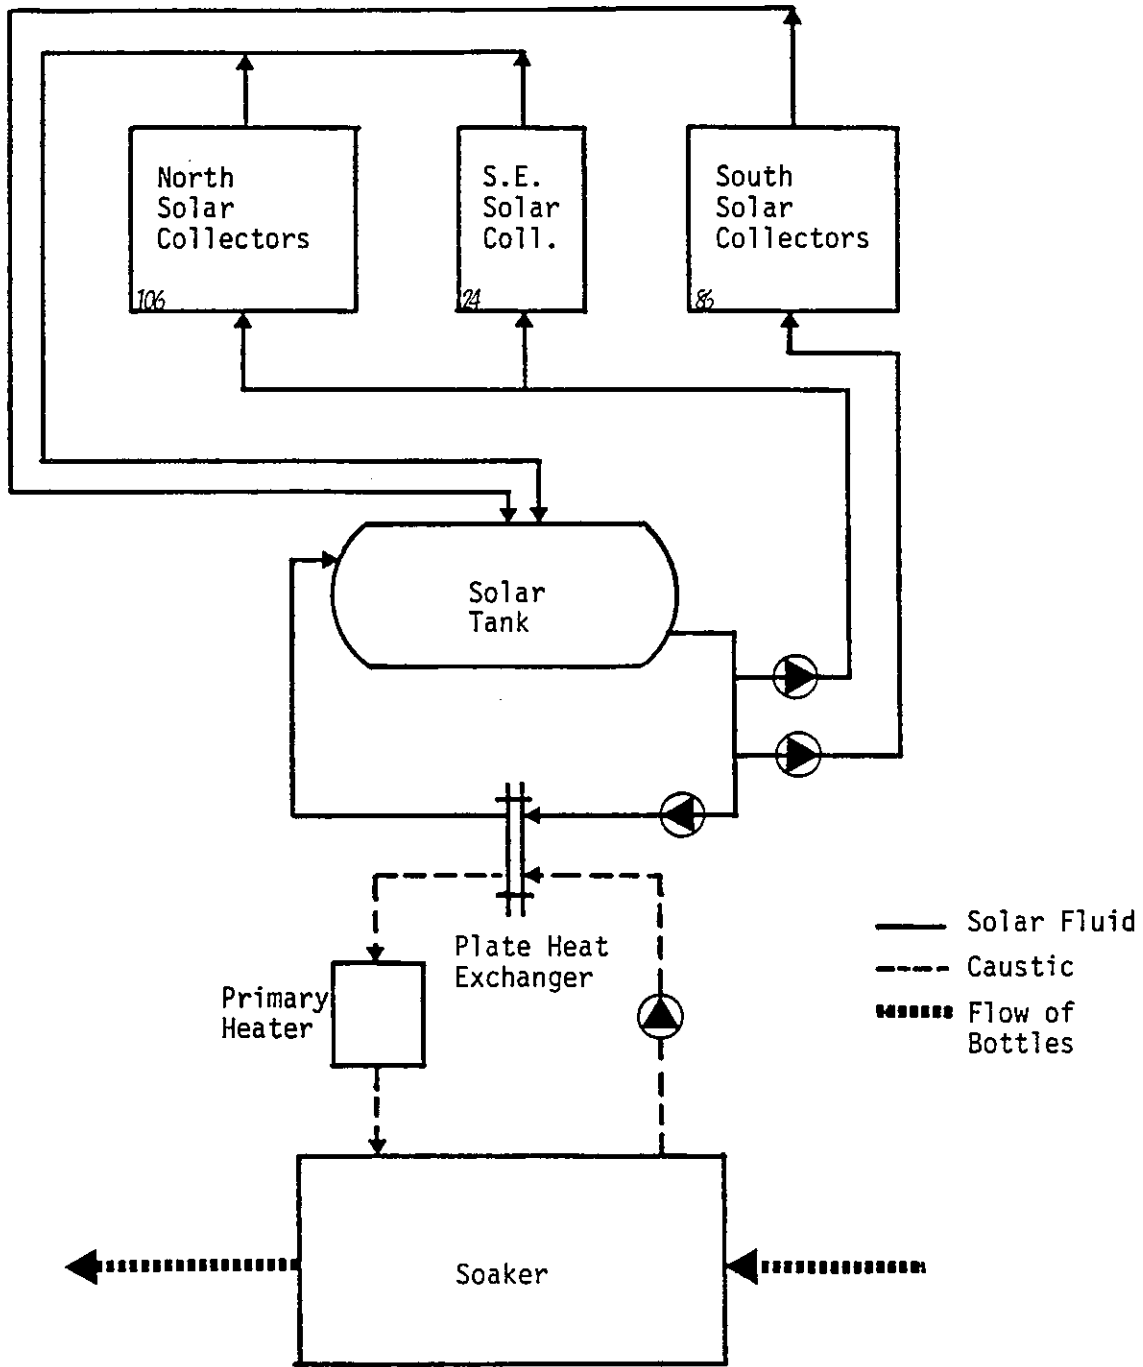 North
Solar
Collectors
106
S.E.
Solar
Coll.
24
South
Solar
Collectors
86
Solar
Tank
Plate Heat
Exchanger
Primary
Heater
Solar Fluid
Caustic
Flow of
Bottles
Soaker